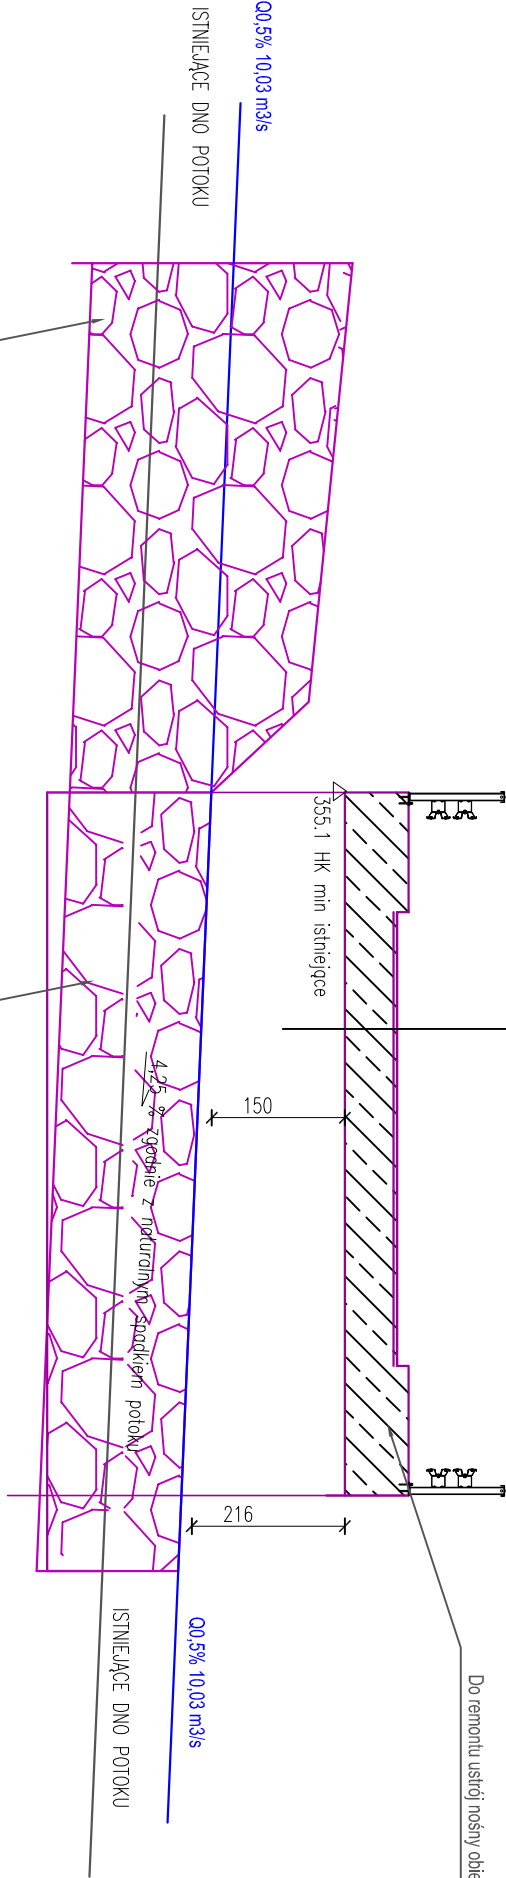 Q0,5% 10,03 m3/s
ISTNIEJĄCE DNO POTOKU
355.1 HK min istniejące
150
4,25 % zgodnie z naturalnym spadkiem potoku
216
Q0,5% 10,03 m3/s
ISTNIEJĄCE DNO POTOKU
Do remontu ustrój nośny obie